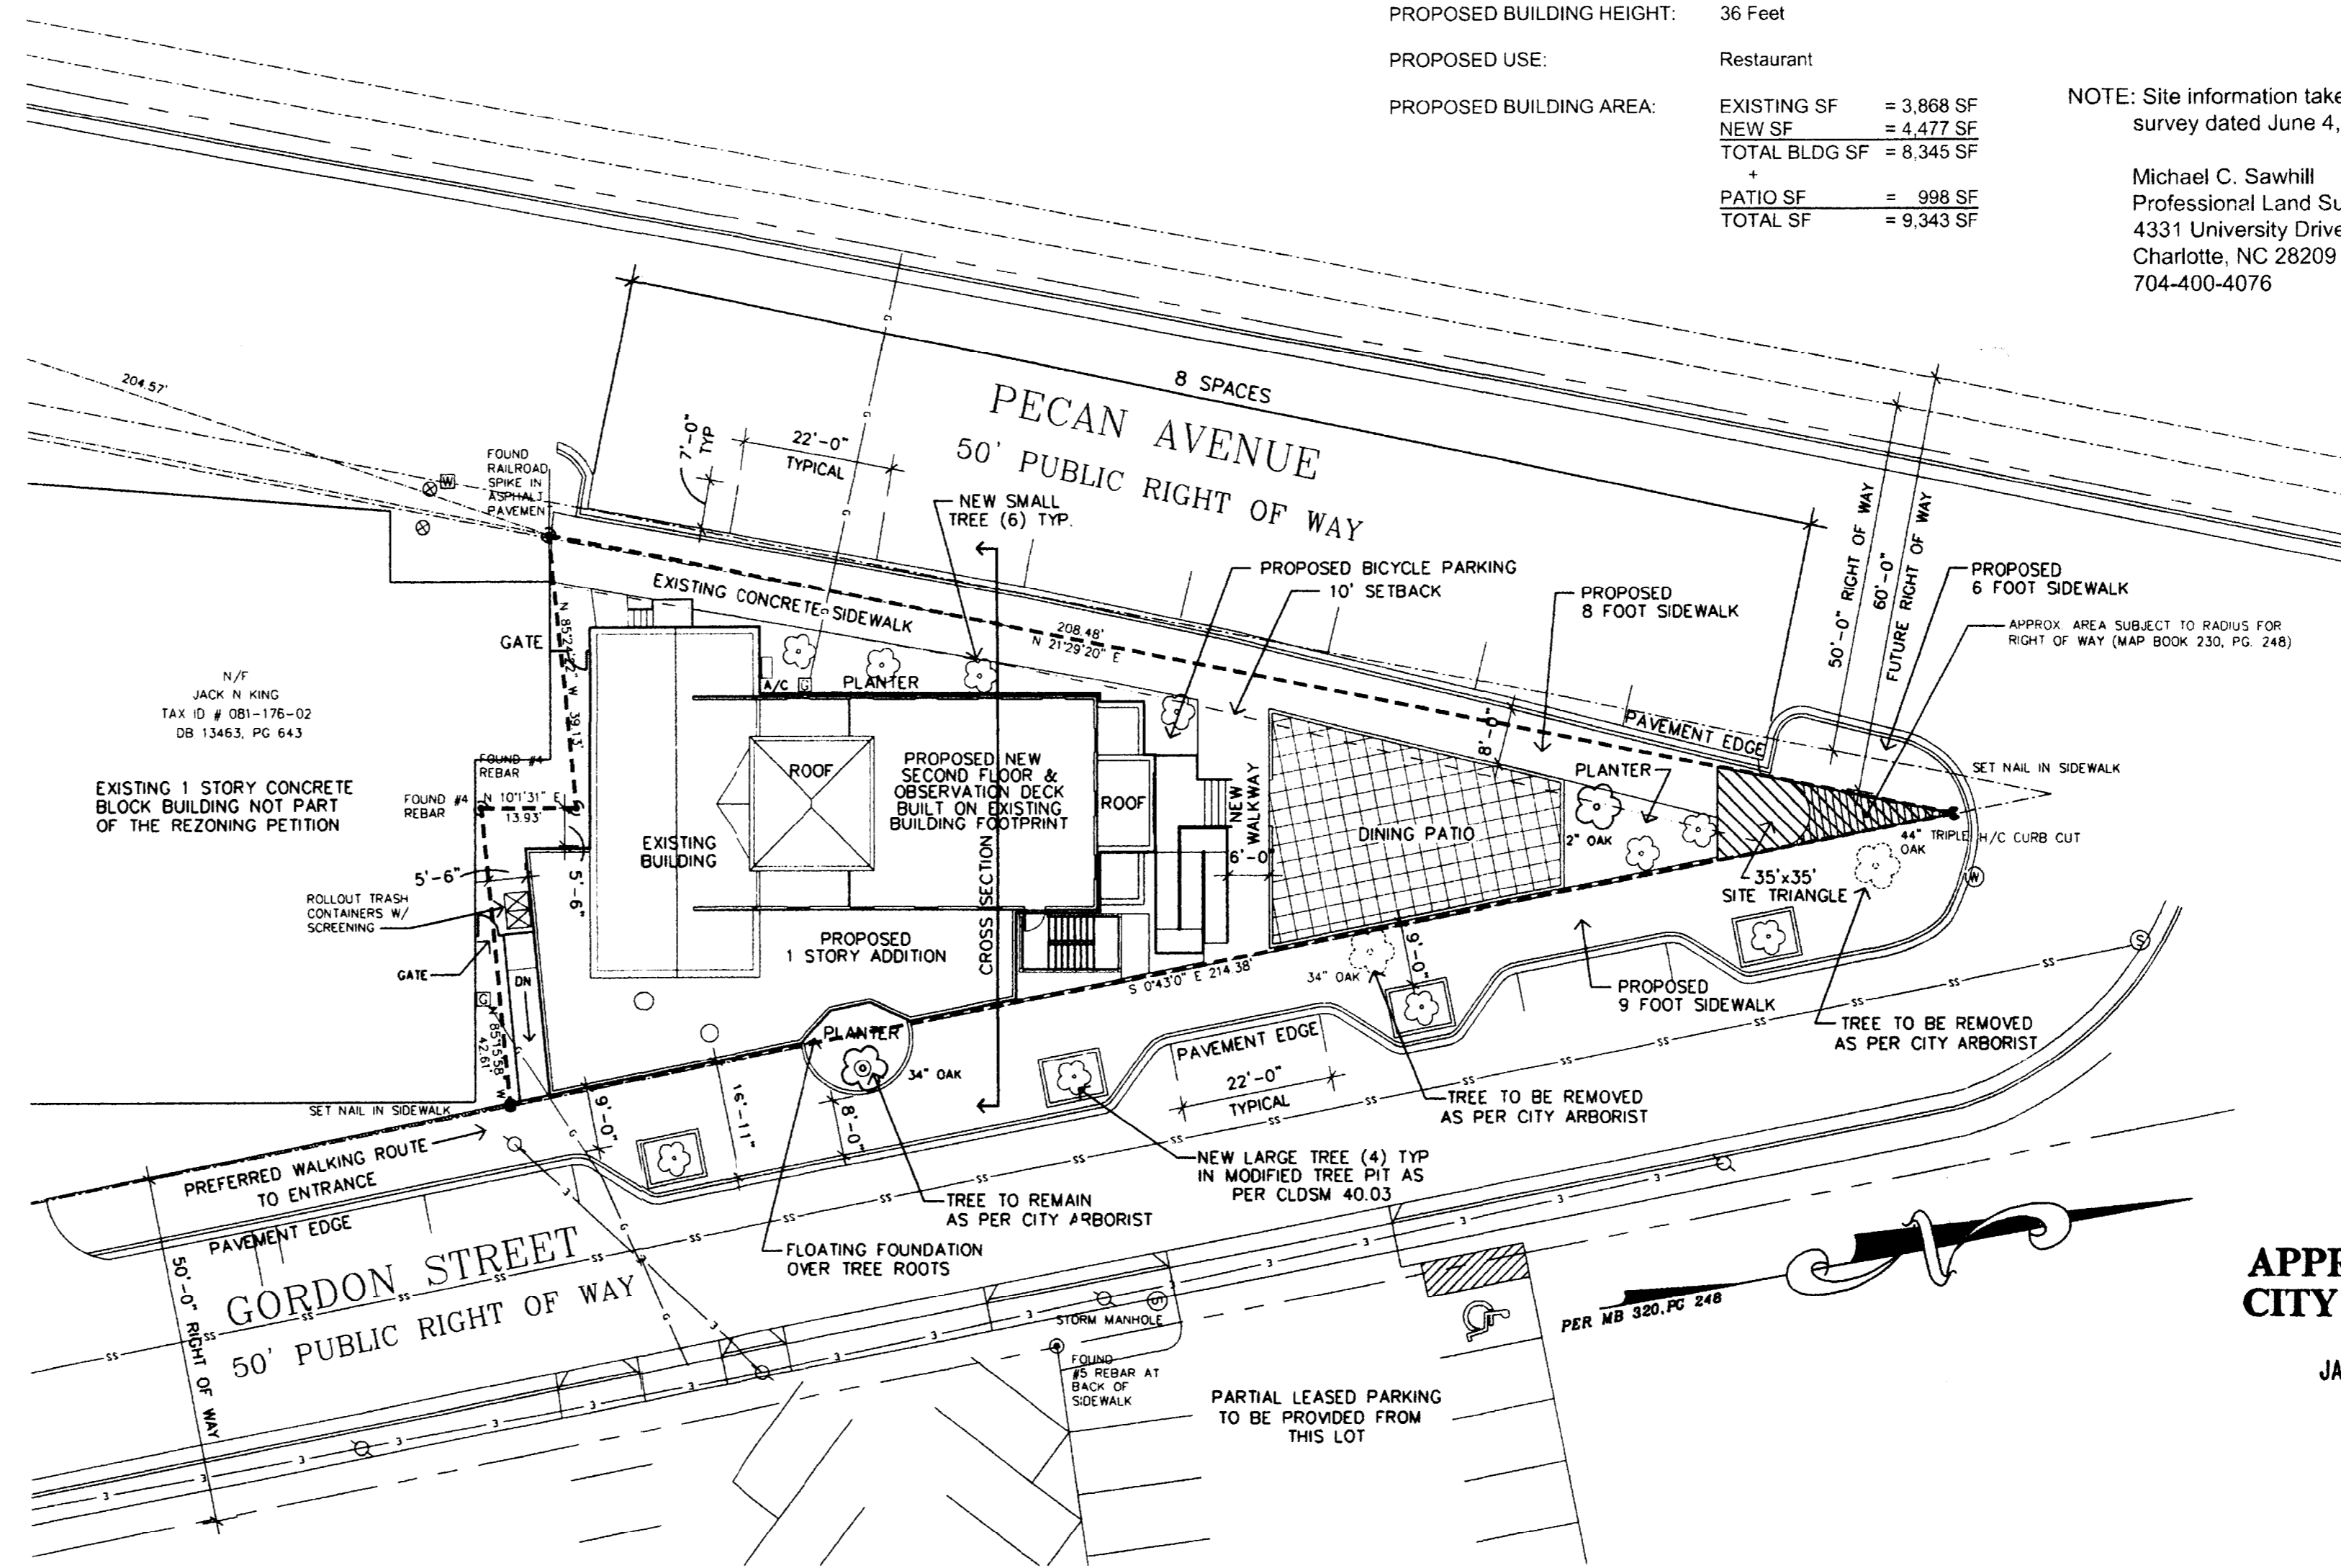 PROPOSED BUILDING HEIGHT: 36 Feet
PROPOSED USE: Restaurant
PROPOSED BUILDING AREA: EXISTING SF = 3,868 SF
NEW SF = 4,477 SF
TOTAL BLDG SF = 8,345 SF
+
PATIO SF = 998 SF
TOTAL SF = 9,343 SF
NOTE: Site information take
survey dated June 4,
Michael C. Sawhill
Professional Land Su
4331 University Drive
Charlotte, NC 28209
704-400-4076
204.57'
8 SPACES
PECAN AVENUE
50' PUBLIC RIGHT OF WAY
7'-0"
TYP
22'-0"
TYPICAL
FOUND
RAILROAD
SPIKE IN
ASPHALT
PAVEMEN
W
NEW SMALL
TREE (6) TYP.
PROPOSED BICYCLE PARKING
10' SETBACK
PROPOSED
8 FOOT SIDEWALK
50'-0" RIGHT OF WAY
60'-0"
FUTURE RIGHT OF WAY
PROPOSED
6 FOOT SIDEWALK
APPROX. AREA SUBJECT TO RADIUS FOR
RIGHT OF WAY (MAP BOOK 230, PG. 248)
EXISTING CONCRETE SIDEWALK
208.48'
N 21°29'20" E
GATE
39.13'
N/F
JACK N KING
TAX ID # 081-176-02
DB 13463, PG 643
EXISTING 1 STORY CONCRETE
BLOCK BUILDING NOT PART
OF THE REZONING PETITION
FOUND #4
REBAR
FOUND #4
REBAR
N 10°1'31" E
13.93'
A/C
G
PLANTER
ROOF
PROPOSED NEW
SECOND FLOOR &
OBSERVATION DECK
BUILT ON EXISTING
BUILDING FOOTPRINT
ROOF
EXISTING
BUILDING
NEW
WALKWAY
6'-0"
DINING PATIO
8'-0"
PAVEMENT EDGE
PLANTER
2" OAK
SET NAIL IN SIDEWALK
44"
OAK
TRIPLE H/C CURB CUT
W
35'x35'
SITE TRIANGLE
5'-6"
5'-6"
ROLLOUT TRASH
CONTAINERS W/
SCREENING
GATE
DN
G
42.61'
PROPOSED
1 STORY ADDITION
CROSS SECTION
S 0°43'0" E 214.38'
34" OAK
9'-0"
PROPOSED
9 FOOT SIDEWALK
TREE TO BE REMOVED
AS PER CITY ARBORIST
S
PLANTER
34" OAK
PAVEMENT EDGE
22'-0"
TYPICAL
TREE TO BE REMOVED
AS PER CITY ARBORIST
SET NAIL IN SIDEWALK
9'-0"
16'-11"
8'-0"
PREFERRED WALKING ROUTE
TO ENTRANCE
PAVEMENT EDGE
NEW LARGE TREE (4) TYP
IN MODIFIED TREE PIT AS
PER CLDSM 40.03
TREE TO REMAIN
AS PER CITY ARBORIST
FLOATING FOUNDATION
OVER TREE ROOTS
GORDON STREET
50' PUBLIC RIGHT OF WAY
50'-0" RIGHT OF WAY
STORM MANHOLE
S
FOUND
#5 REBAR AT
BACK OF
SIDEWALK
PARTIAL LEASED PARKING
TO BE PROVIDED FROM
THIS LOT
PER MB 320, PG 248
N
APPR
CITY
JA